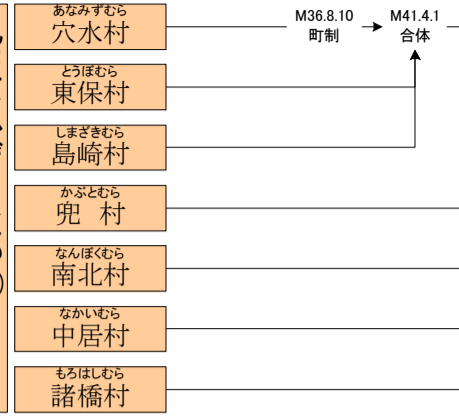 あなみずむら
穴水村
M36.8.10
町制
M41.4.1
合体
とうぼむら
東保村
しまざきむら
島崎村
かぶとむら
兜 村
なんぼくむら
南北村
なかいむら
中居村
もろはしむら
諸橋村